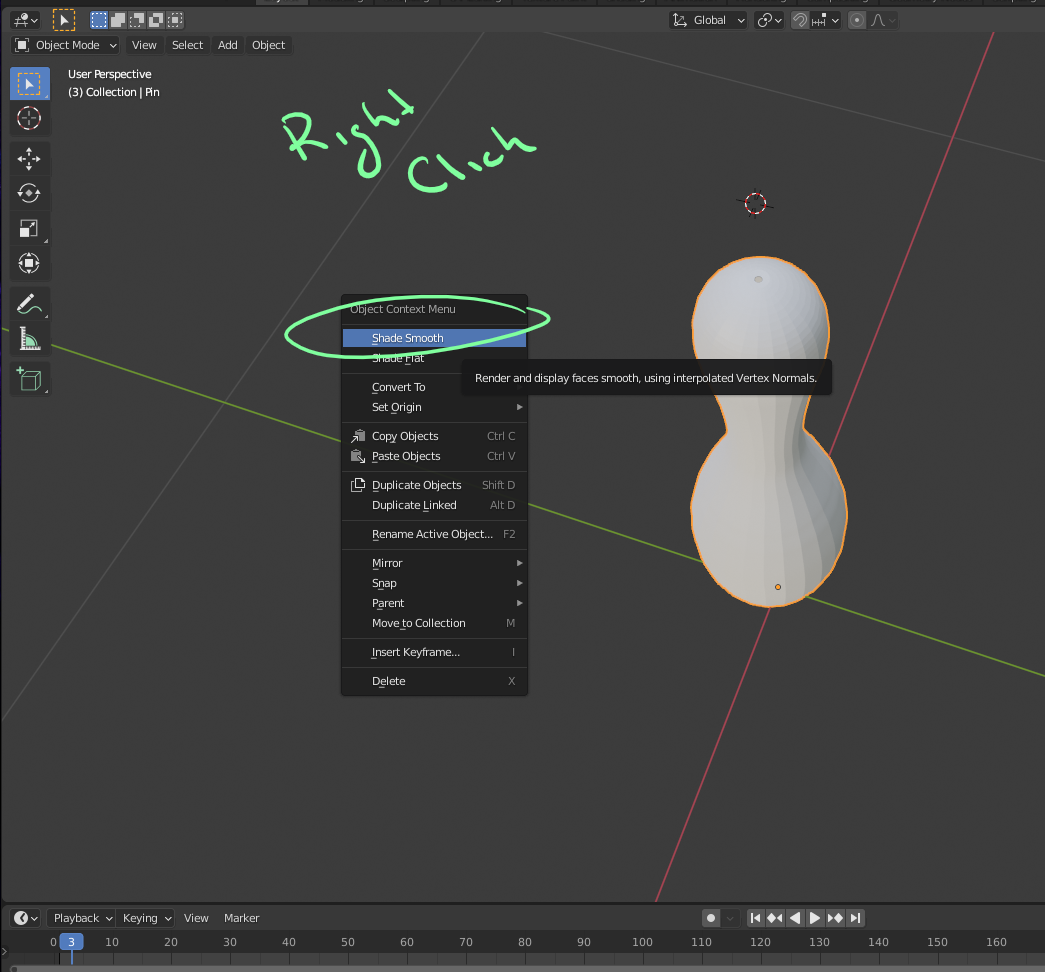 Global
Object Mode View Select Add Object
User Perspective
(3) Collection | Pin
Right
Click
Object Context Menu
Shade Smooth
Shade Flat
Render and display faces smooth, using interpolated Vertex Normals.
Convert To
Set Origin
Copy Objects Ctrl C
Paste Objects Ctrl V
Duplicate Objects Shift D
Duplicate Linked Alt D
Rename Active Object... F2
Mirror
Snap
Parent
Move to Collection M
Insert Keyframe... I
Delete X
Playback Keying View Marker
0 3 10 20 30 40 50 60 70 80 90 100 110 120 130 140 150 160